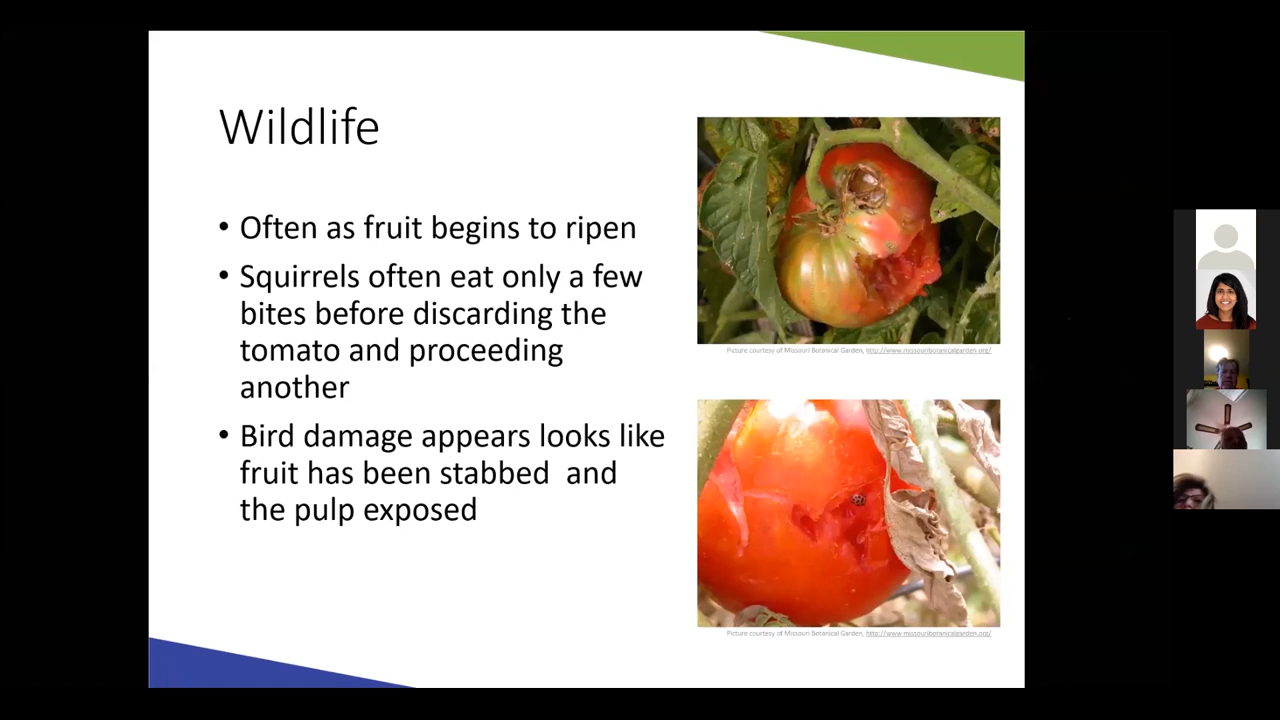 Wildlife
• Often as fruit begins to ripen
• Squirrels often eat only a few
bites before discarding the
tomato and proceeding
another
• Bird damage appears looks like
fruit has been stabbed  and
the pulp exposed
Picture courtesy of Missouri Botanical Garden, http://www.missouribotanicalgarden.org/
Picture courtesy of Missouri Botanical Garden, http://www.missouribotanicalgarden.org/